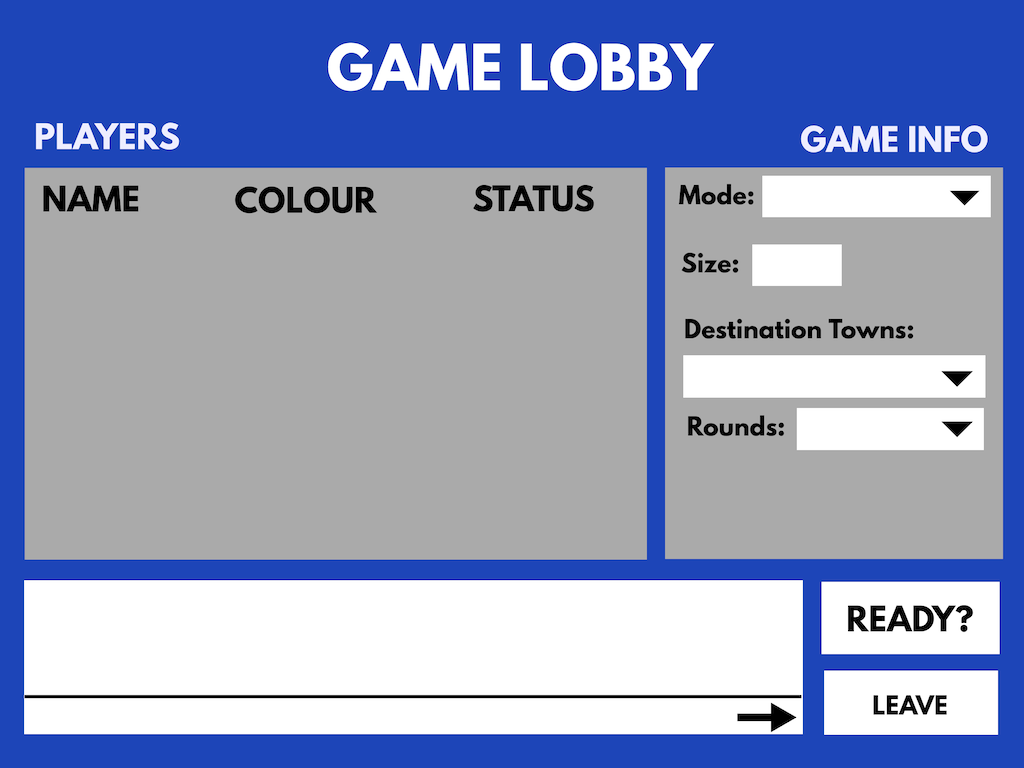 GAME LOBBY
PLAYERS
GAME INFO
NAME COLOUR STATUS
Mode:
Size:
Destination Towns:
Rounds:
READY?
LEAVE